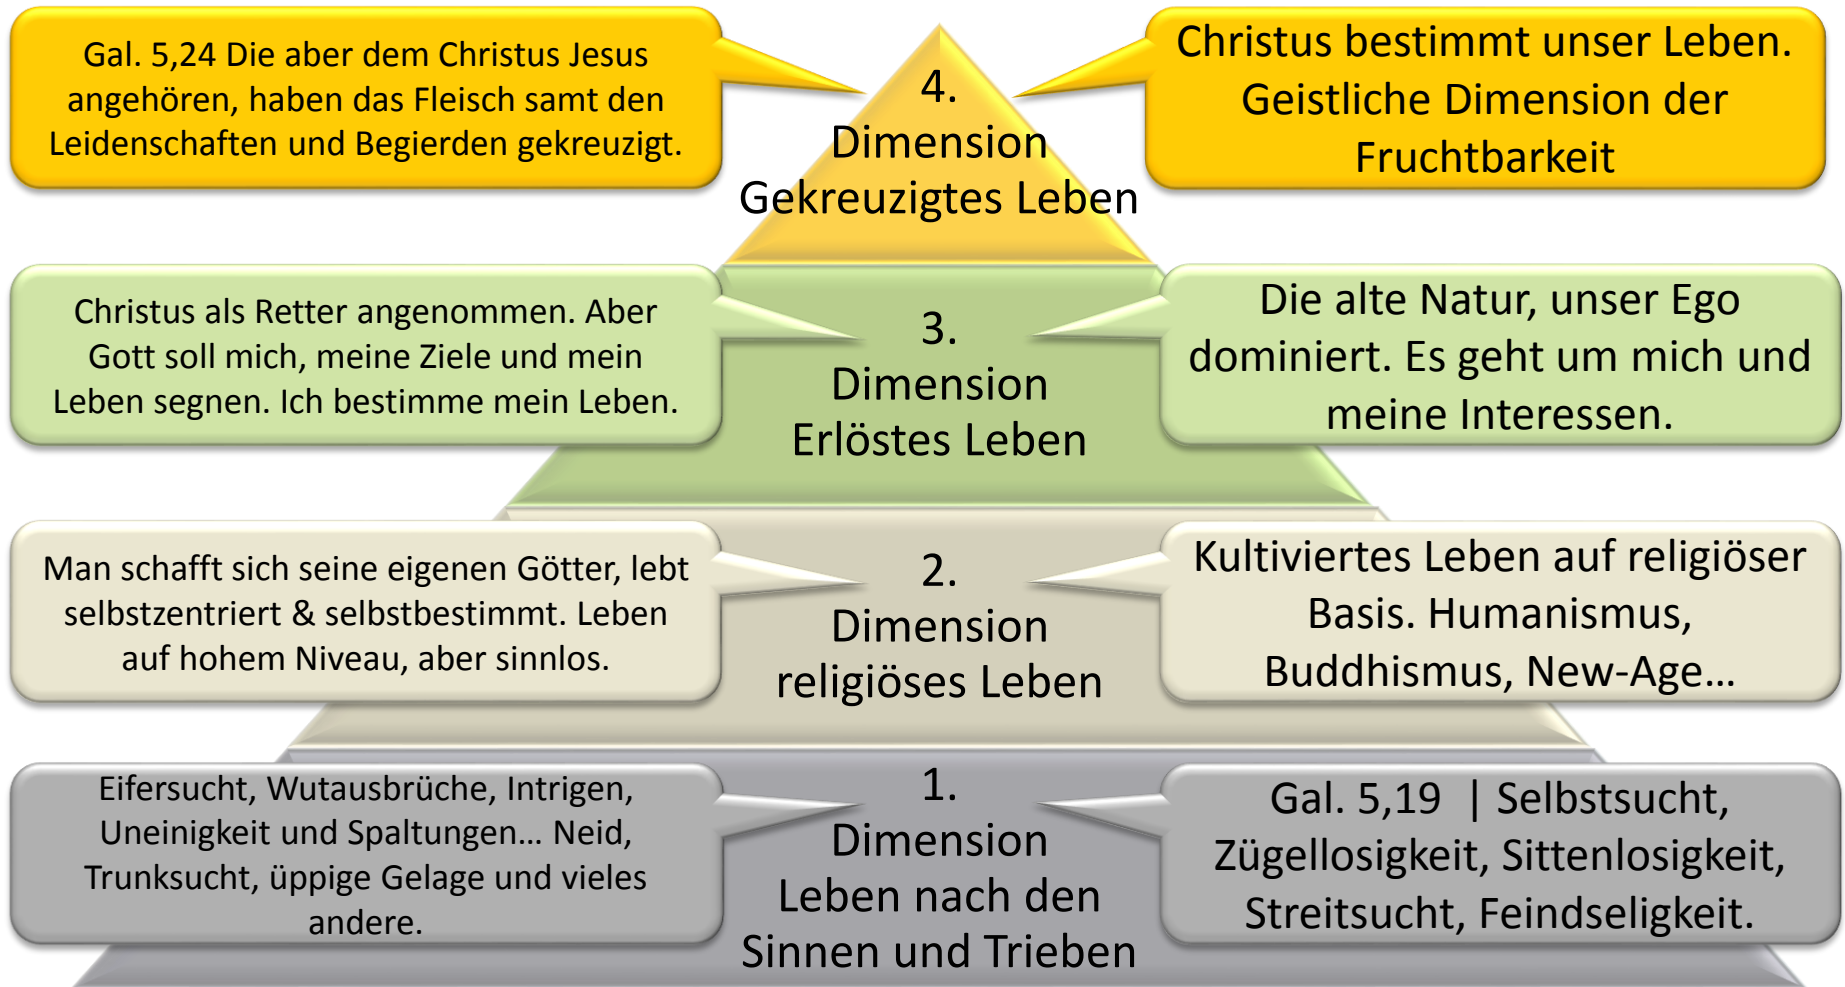 Gal. 5,24 Die aber dem Christus Jesus
angehören, haben das Fleisch samt den
Leidenschaften und Begierden gekreuzigt.
4.
Dimension
Gekreuzigtes Leben
Christus bestimmt unser Leben.
Geistliche Dimension der
Fruchtbarkeit
Christus als Retter angenommen. Aber
Gott soll mich, meine Ziele und mein
Leben segnen. Ich bestimme mein Leben.
3.
Dimension
Erlöstes Leben
Die alte Natur, unser Ego
dominiert. Es geht um mich und
meine Interessen.
Man schafft sich seine eigenen Götter, lebt
selbstzentriert & selbstbestimmt. Leben
auf hohem Niveau, aber sinnlos.
2.
Dimension
religiöses Leben
Kultiviertes Leben auf religiöser
Basis. Humanismus,
Buddhismus, New-Age…
Eifersucht, Wutausbrüche, Intrigen,
Uneinigkeit und Spaltungen… Neid,
Trunksucht, üppige Gelage und vieles
andere.
1.
Dimension
Leben nach den
Sinnen und Trieben
Gal. 5,19 | Selbstsucht,
Zügellosigkeit, Sittenlosigkeit,
Streitsucht, Feindseligkeit.